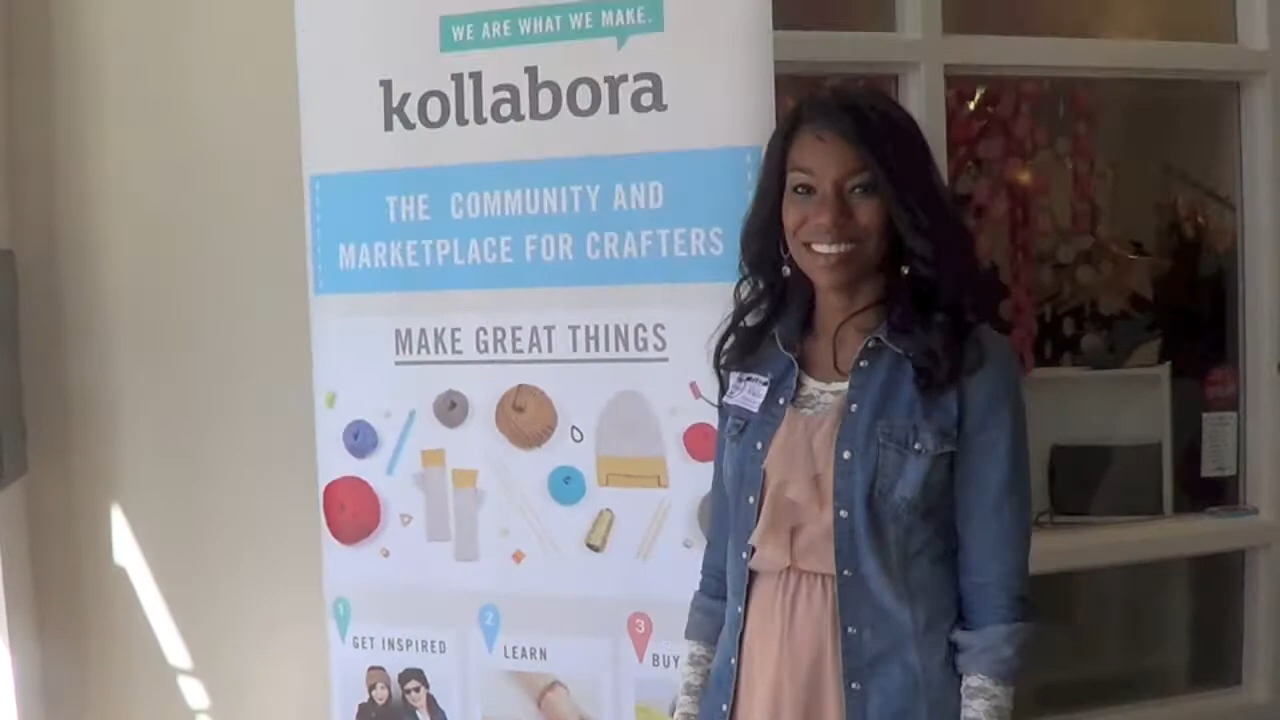 WE ARE WHAT WE MAKE.
kollabora
THE COMMUNITY AND
MARKETPLACE FOR CRAFTERS
MAKE GREAT THINGS
1
GET INSPIRED
2
LEARN
3
BUY